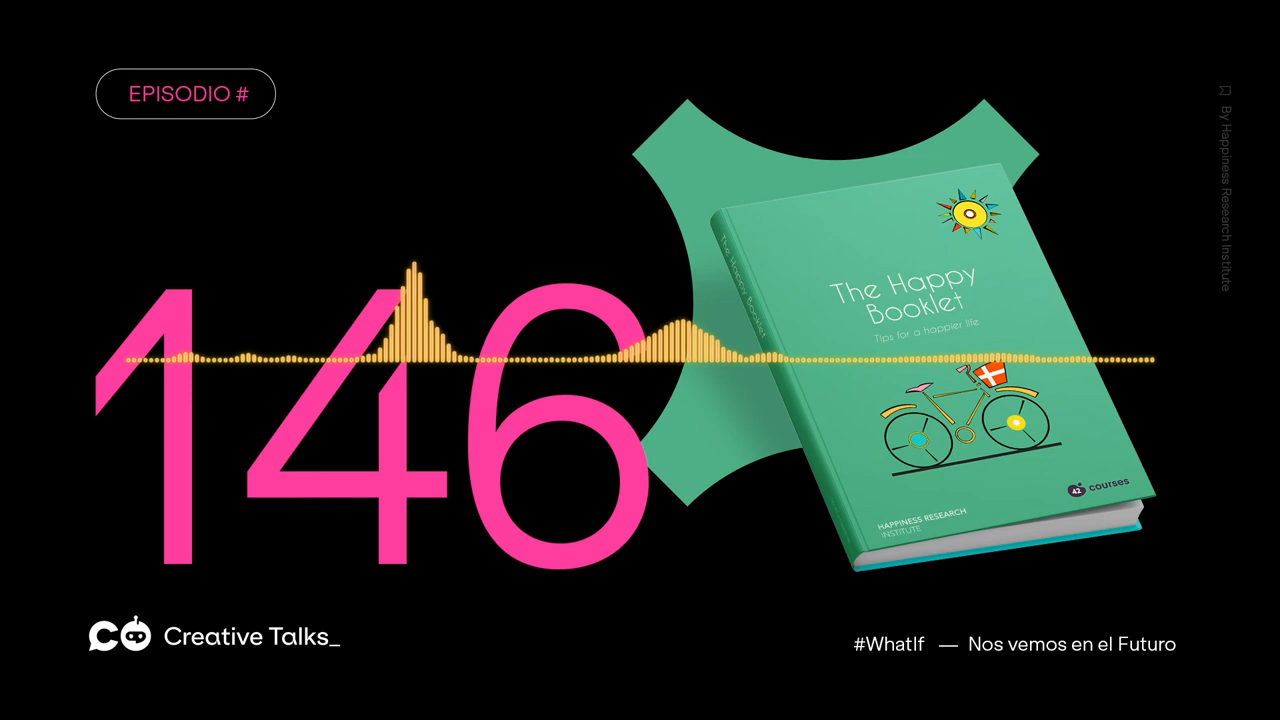 EPISODIO #
By Happiness Research Institute
146
The Happy Booklet
The Happy
Booklet
Tips for a happier life
42 courses
HAPPINESS RESEARCH
INSTITUTE
Creative Talks_
#WhatIf — Nos vemos en el Futuro